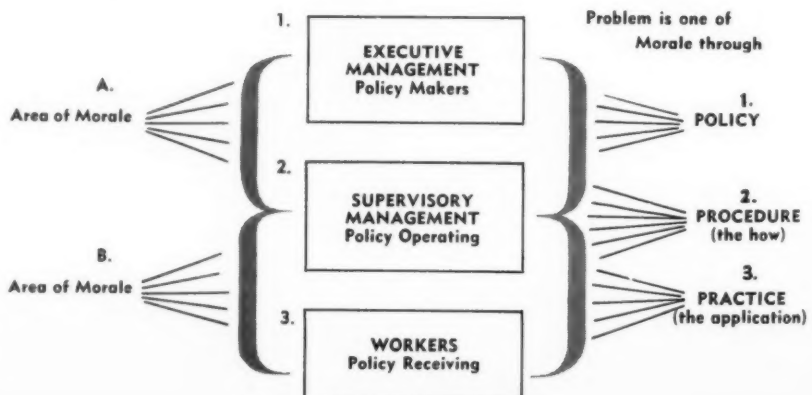 1.
EXECUTIVE
MANAGEMENT
Policy Makers
Problem is one of
Morale through
A.
Area of Morale
1.
POLICY
2.
SUPERVISORY
MANAGEMENT
Policy Operating
2.
PROCEDURE
(the how)
B.
Area of Morale
3.
PRACTICE
(the application)
3.
WORKERS
Policy Receiving